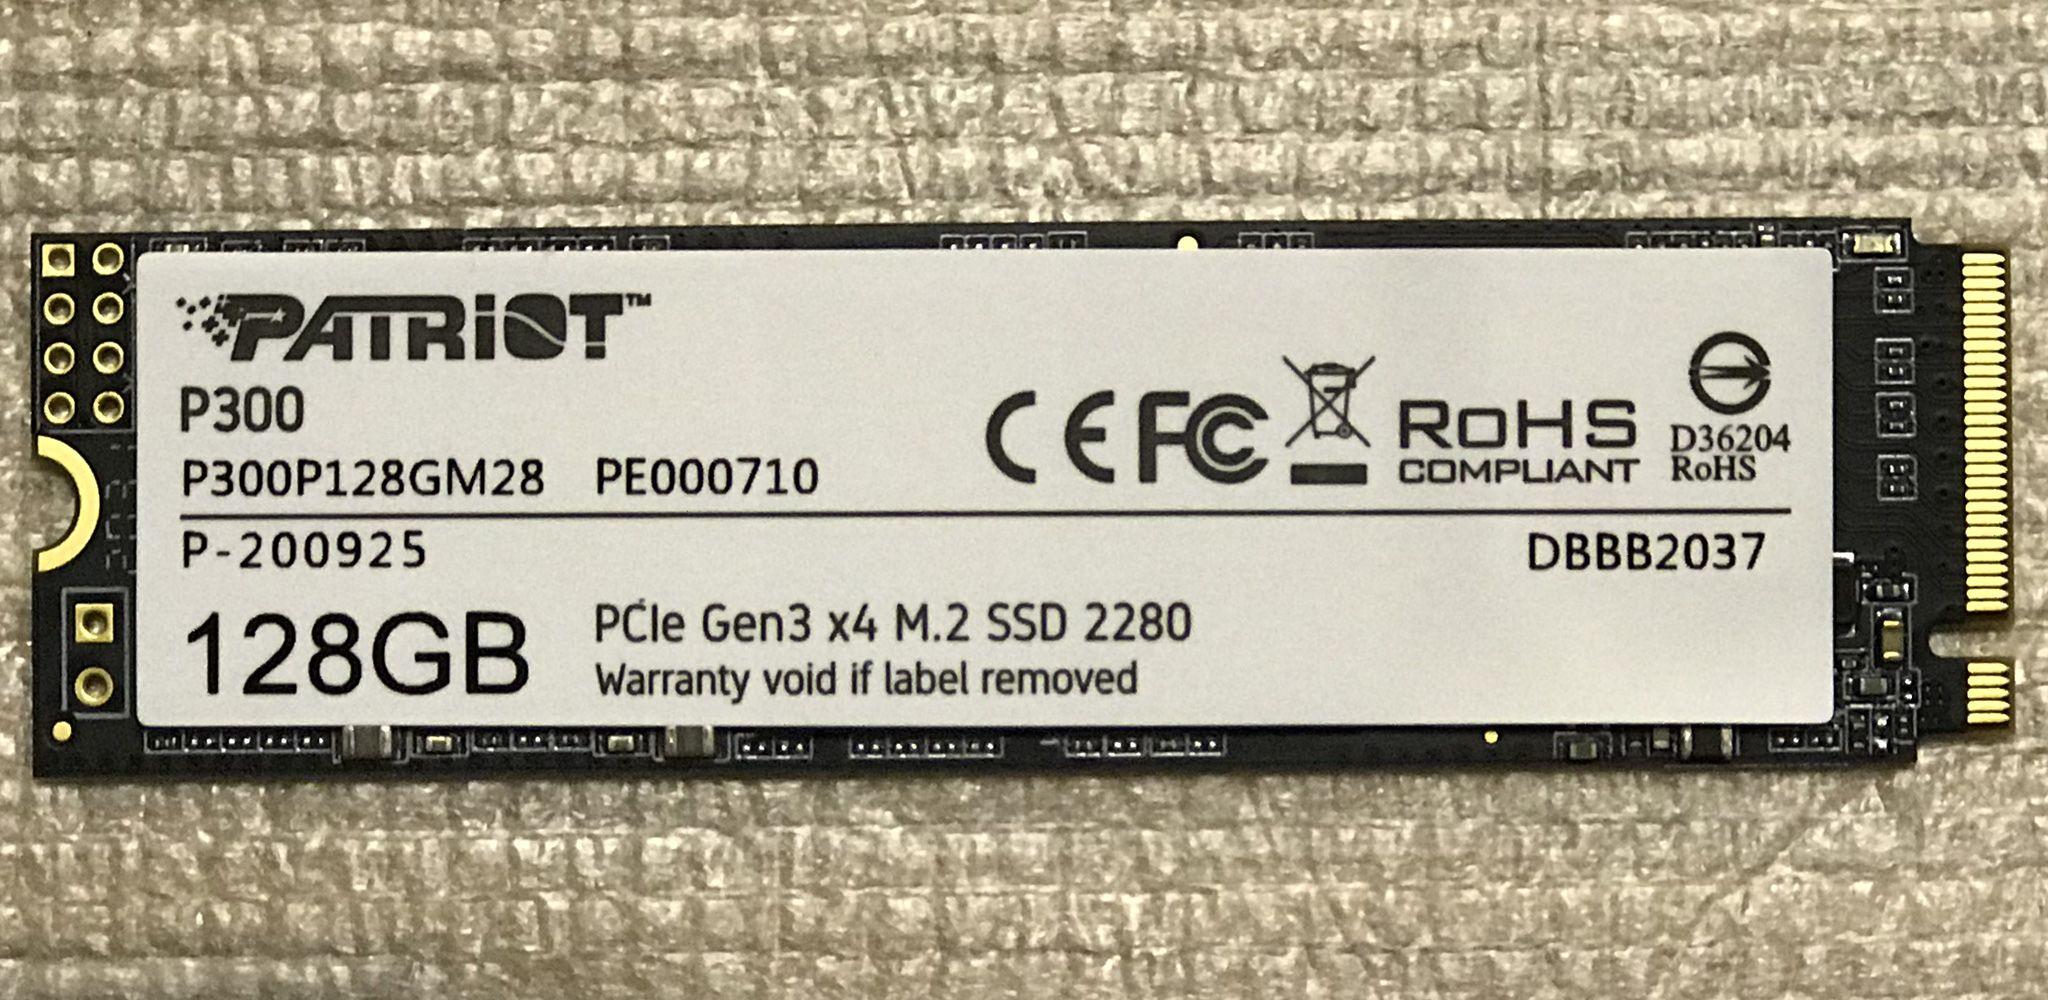 PATRIOT™
P300
P300P128GM28 PE000710
CE FC RoHS
COMPLIANT
D36204
RoHS
P-200925
DBBB2037
128GB
PCIe Gen3 x4 M.2 SSD 2280
Warranty void if label removed